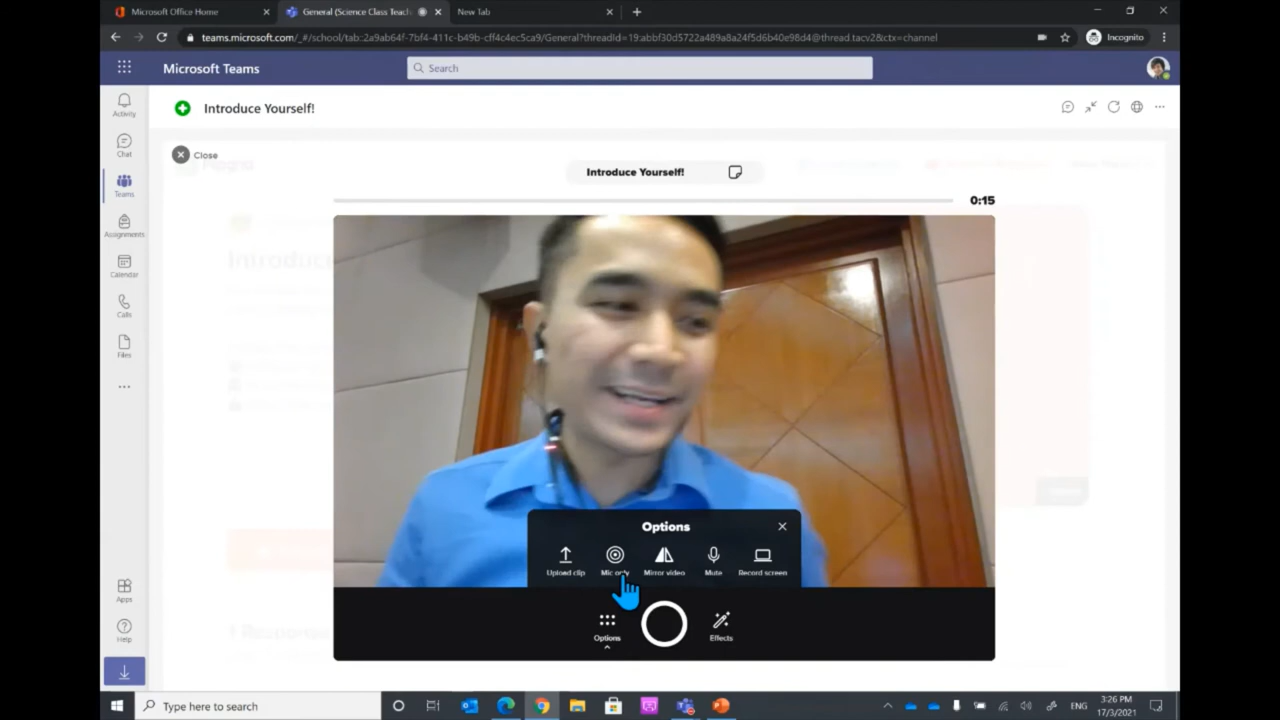 Microsoft Office Home
General (Science Class Teach
New Tab
teams.microsoft.com/_#/school/tab:2a9ab64f-7bf4-411c-b49b-cff4c4ec5ca9/General?threadId=19:abbf30d5722a489a8a24f5d6b40e98d4@thread.tacv2&ctx=channel
Incognito
Microsoft Teams
Search
Activity
Chat
Teams
Assignments
Calendar
Calls
Files
Apps
Help
Introduce Yourself!
Close
Introduce Yourself!
0:15
Introduce
Options
Upload clip
Mic only
Mirror video
Mute
Record screen
Options
Effects
1 Response
Type here to search
ENG
3:26 PM
17/3/2021